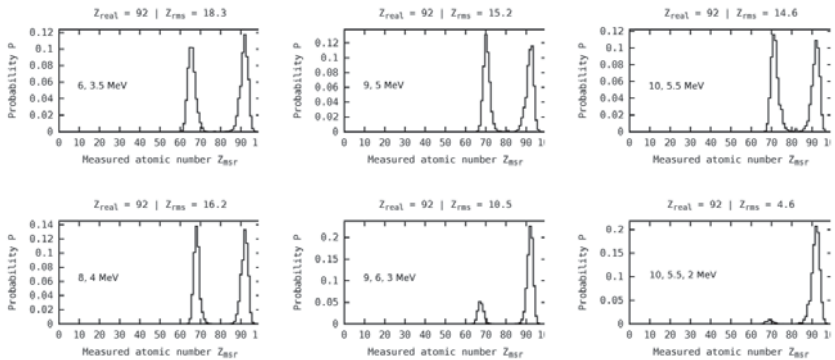 Z_real = 92 | Z_rms = 18.3
Probability P
0.12
0.1
0.08
0.06
0.04
0.02
0
6, 3.5 MeV
0 10 20 30 40 50 60 70 80 90 1
Measured atomic number Z_msr
Z_real = 92 | Z_rms = 15.2
Probability P
0.1
0.05
0
9, 5 MeV
0 10 20 30 40 50 60 70 80 90 10
Measured atomic number Z_msr
Z_real = 92 | Z_rms = 14.6
Probability P
0.12
0.1
0.08
0.06
0.04
0.02
0
10, 5.5 MeV
0 10 20 30 40 50 60 70 80 90 10
Measured atomic number Z_msr
Z_real = 92 | Z_rms = 16.2
Probability P
0.14
0.12
0.1
0.08
0.06
0.04
0.02
0
8, 4 MeV
0 10 20 30 40 50 60 70 80 90 1
Measured atomic number Z_msr
Z_real = 92 | Z_rms = 10.5
Probability P
0.2
0.15
0.1
0.05
0
9, 6, 3 MeV
0 10 20 30 40 50 60 70 80 90 10
Measured atomic number Z_msr
Z_real = 92 | Z_rms = 4.6
Probability P
0.2
0.15
0.1
0.05
0
10, 5.5, 2 MeV
0 10 20 30 40 50 60 70 80 90 10
Measured atomic number Z_msr